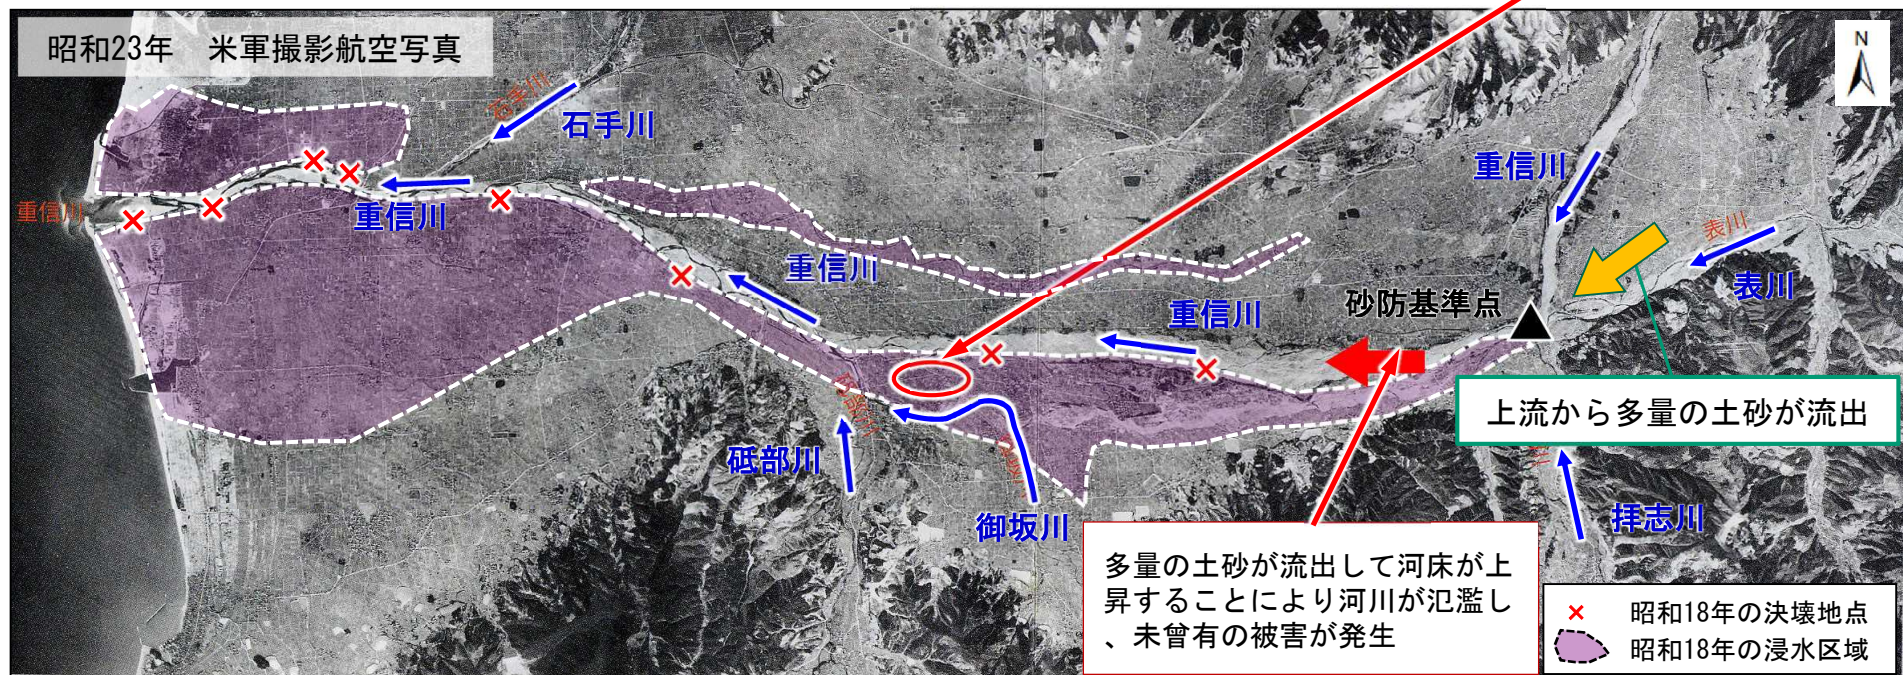 昭和23年　米軍撮影航空写真
N
石手川
石手川
重信川
重信川
重信川
表川
重信川
重信川
表川
砂防基準点
上流から多量の土砂が流出
砥部川
御坂川
拝志川
多量の土砂が流出して河床が上
昇することにより河川が氾濫し
、未曾有の被害が発生
× 昭和18年の決壊地点
昭和18年の浸水区域